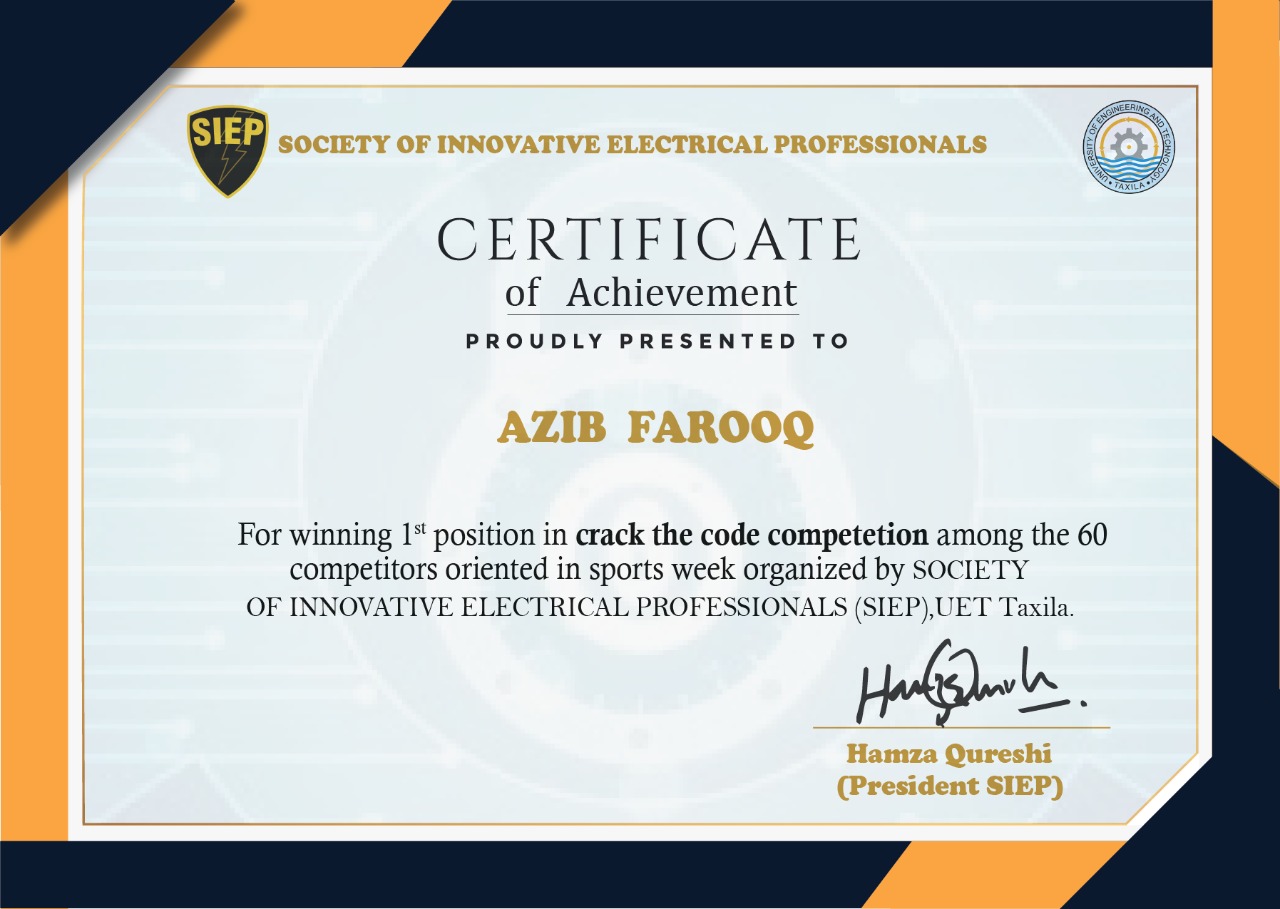 SIEP
SOCIETY OF INNOVATIVE ELECTRICAL PROFESSIONALS
UNIVERSITY OF ENGINEERING AND TECHNOLOGY
• TAXILA •
CERTIFICATE
of Achievement
PROUDLY PRESENTED TO
AZIB FAROOQ
For winning 1st position in crack the code competetion among the 60
competitors oriented in sports week organized by SOCIETY
OF INNOVATIVE ELECTRICAL PROFESSIONALS (SIEP),UET Taxila.
Hamza Qureshi
(President SIEP)